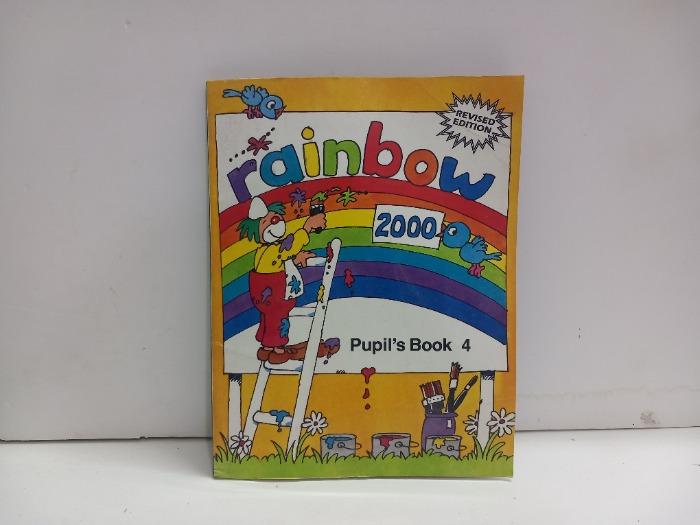 REVISED
EDITION
rainbow
2000
Pupil's Book 4